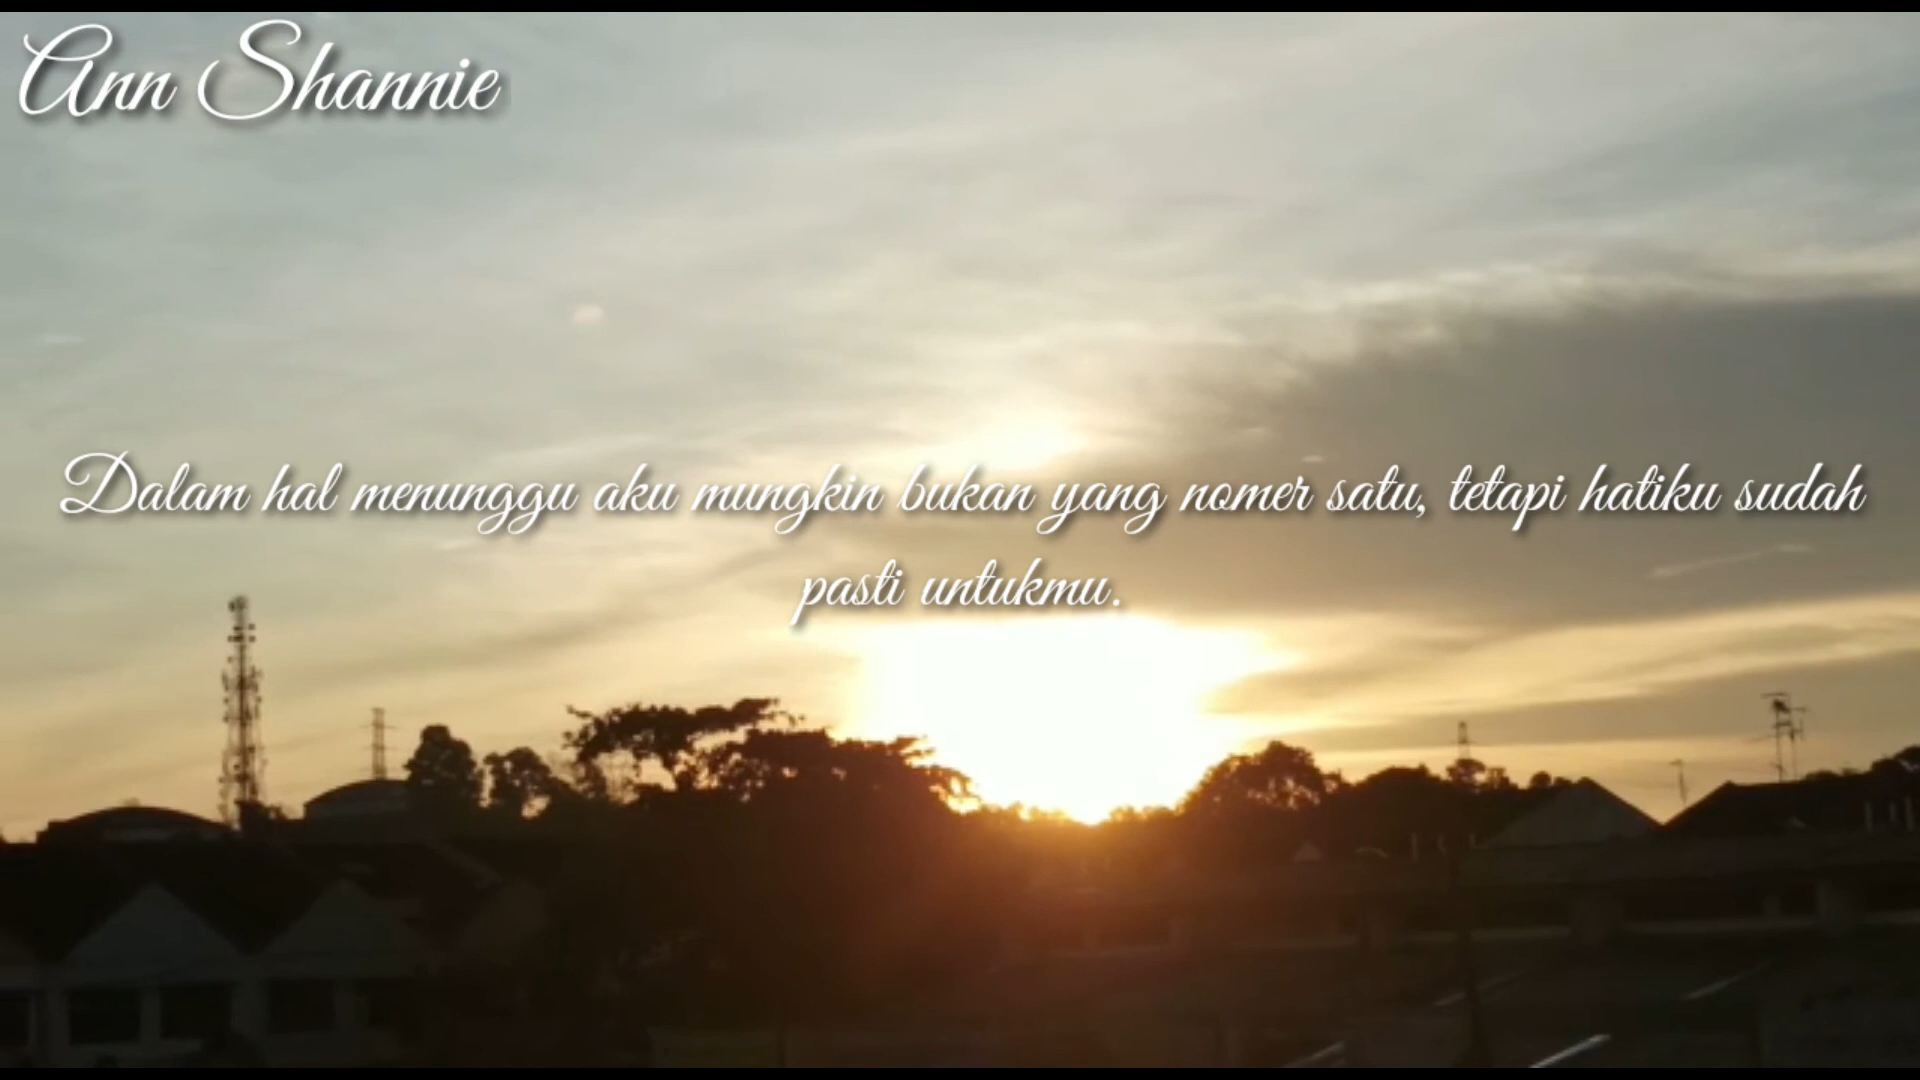 Ann Shannie
Dalam hal menunggu aku mungkin bukan yang nomer satu, tetapi hatiku sudah
pasti untukmu.